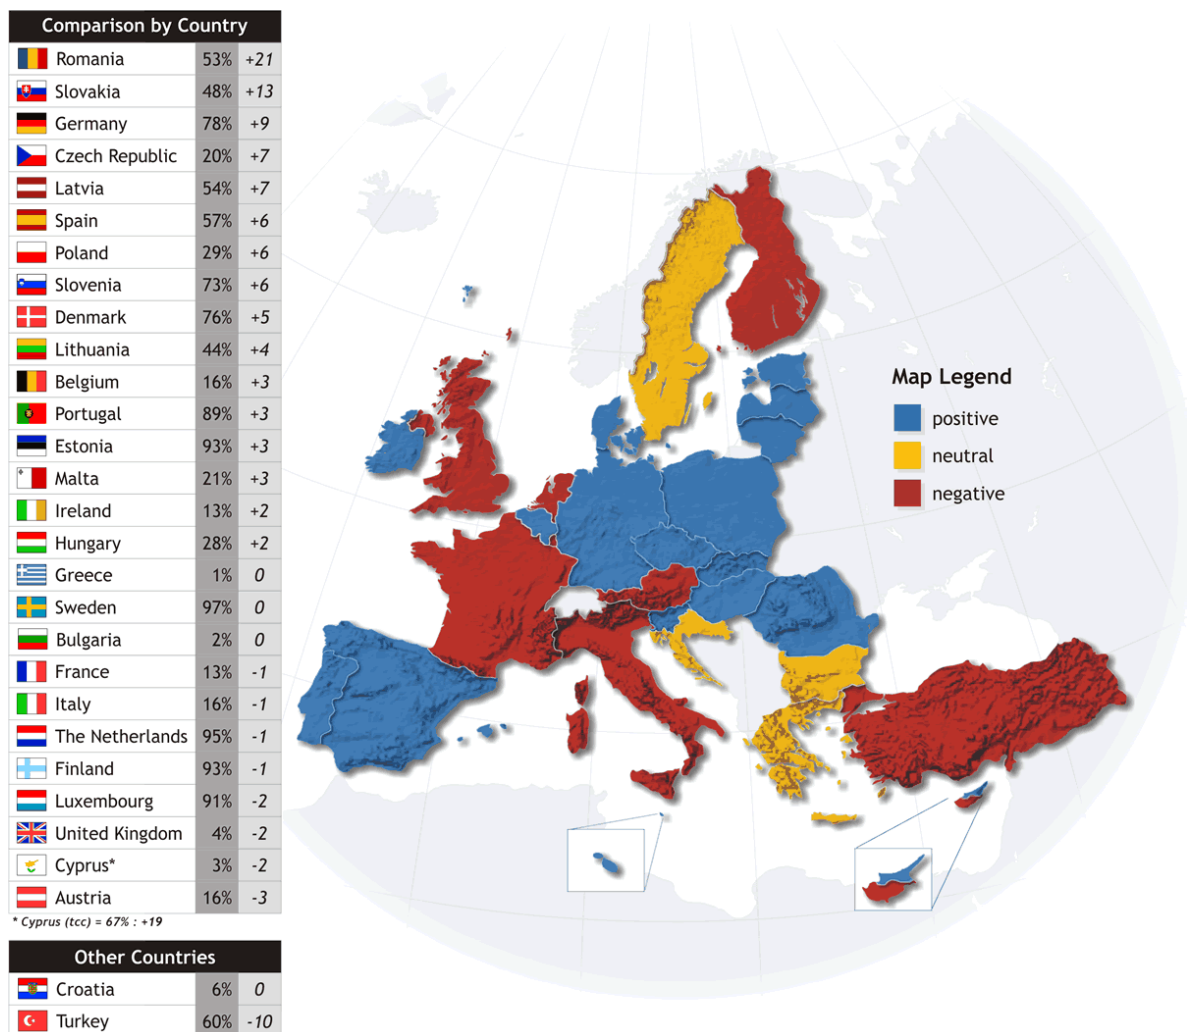 Comparison by Country
Romania 53% +21
Slovakia 48% +13
Germany 78% +9
Czech Republic 20% +7
Latvia 54% +7
Spain 57% +6
Poland 29% +6
Slovenia 73% +6
Denmark 76% +5
Lithuania 44% +4
Belgium 16% +3
Portugal 89% +3
Estonia 93% +3
Malta 21% +3
Ireland 13% +2
Hungary 28% +2
Greece 1% 0
Sweden 97% 0
Bulgaria 2% 0
France 13% -1
Italy 16% -1
The Netherlands 95% -1
Finland 93% -1
Luxembourg 91% -2
United Kingdom 4% -2
Cyprus* 3% -2
Austria 16% -3
* Cyprus (tcc) = 67% : +19
Other Countries
Croatia 6% 0
Turkey 60% -10
Map Legend
positive
neutral
negative